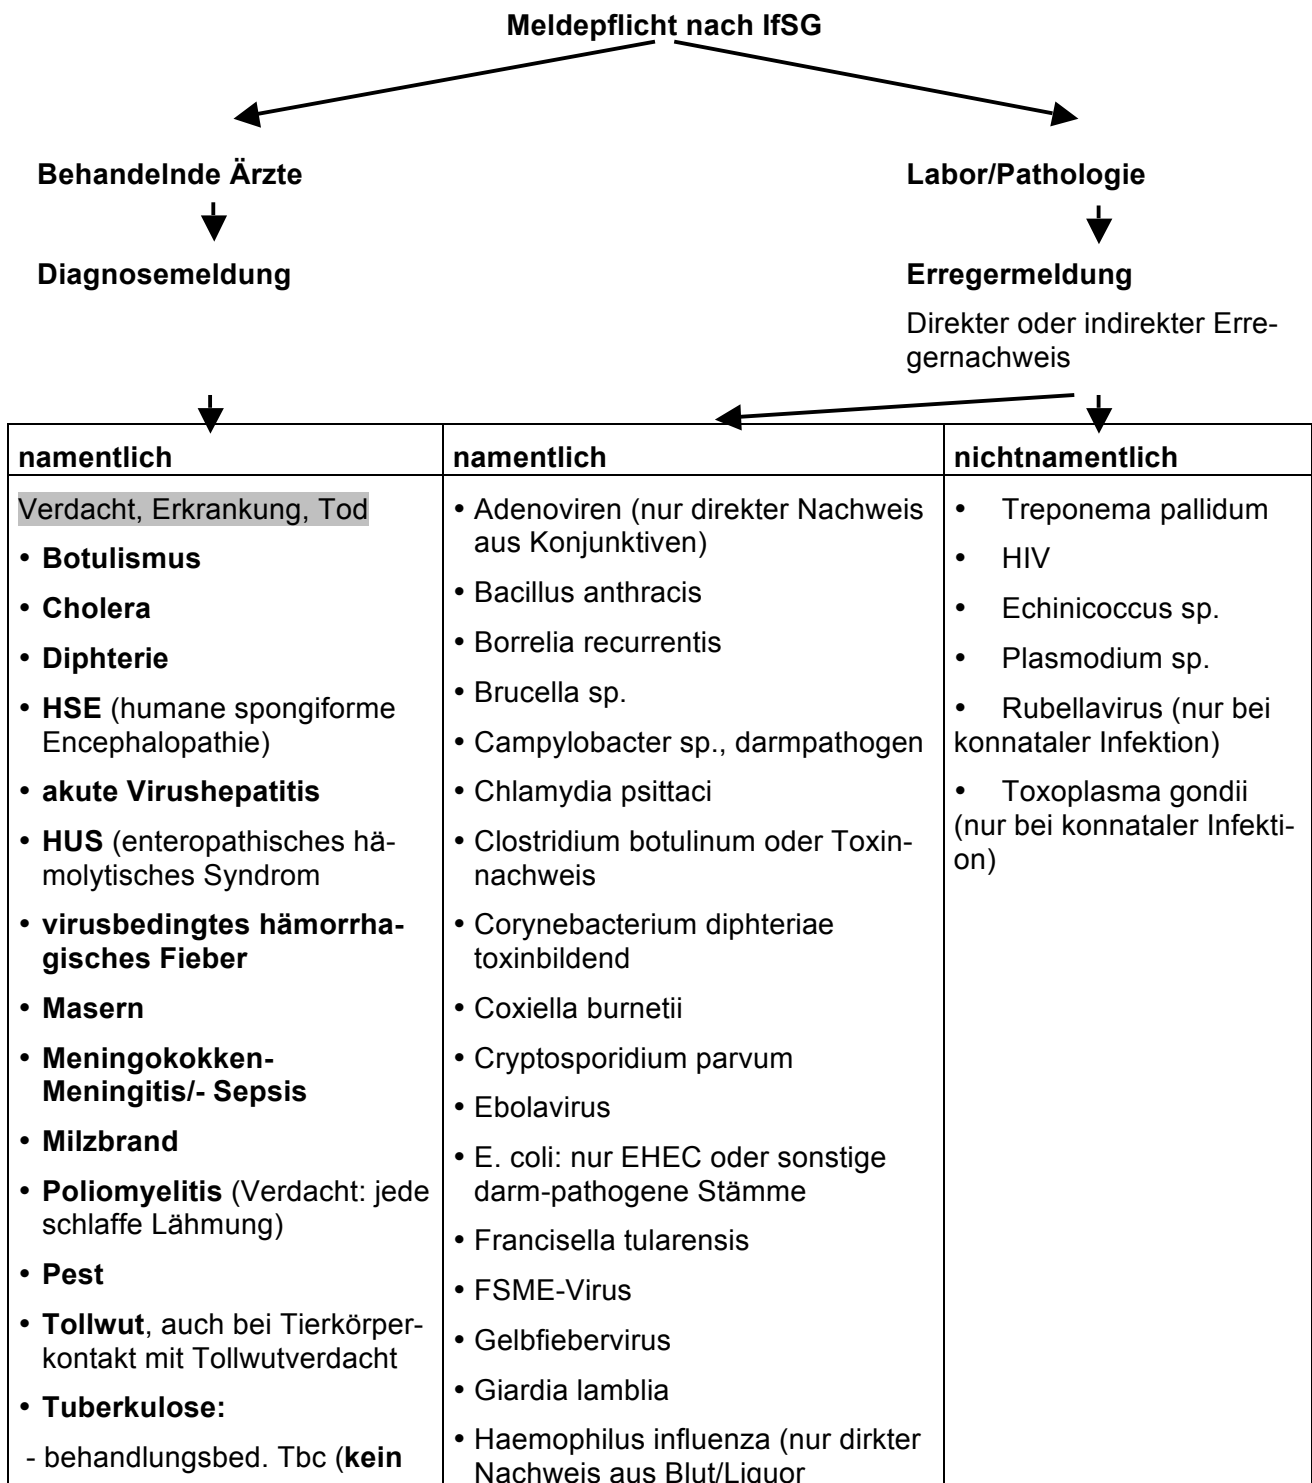 Meldepflicht nach IfSG
Behandelnde Ärzte
Diagnosemeldung
Labor/Pathologie
Erregermeldung
Direkter oder indirekter Erre-
gernachweis
namentlich
Verdacht, Erkrankung, Tod
• Botulismus
• Cholera
• Diphterie
• HSE (humane spongiforme
Encephalopathie)
• akute Virushepatitis
• HUS (enteropathisches hä-
molytisches Syndrom
• virusbedingtes hämorrha-
gisches Fieber
• Masern
• Meningokokken-
Meningitis/- Sepsis
• Milzbrand
• Poliomyelitis (Verdacht: jede
schlaffe Lähmung)
• Pest
• Tollwut, auch bei Tierkörper-
kontakt mit Tollwutverdacht
• Tuberkulose:
- behandlungsbed. Tbc (kein
namentlich
• Adenoviren (nur direkter Nachweis
aus Konjunktiven)
• Bacillus anthracis
• Borrelia recurrentis
• Brucella sp.
• Campylobacter sp., darmpathogen
• Chlamydia psittaci
• Clostridium botulinum oder Toxin-
nachweis
• Corynebacterium diphteriae
toxinbildend
• Coxiella burnetii
• Cryptosporidium parvum
• Ebolavirus
• E. coli: nur EHEC oder sonstige
darm-pathogene Stämme
• Francisella tularensis
• FSME-Virus
• Gelbfiebervirus
• Giardia lamblia
• Haemophilus influenza (nur dirkter
Nachweis aus Blut/Liquor
nichtnamentlich
• Treponema pallidum
• HIV
• Echinicoccus sp.
• Plasmodium sp.
• Rubellavirus (nur bei
konnataler Infektion)
• Toxoplasma gondii
(nur bei konnataler Infekti-
on)